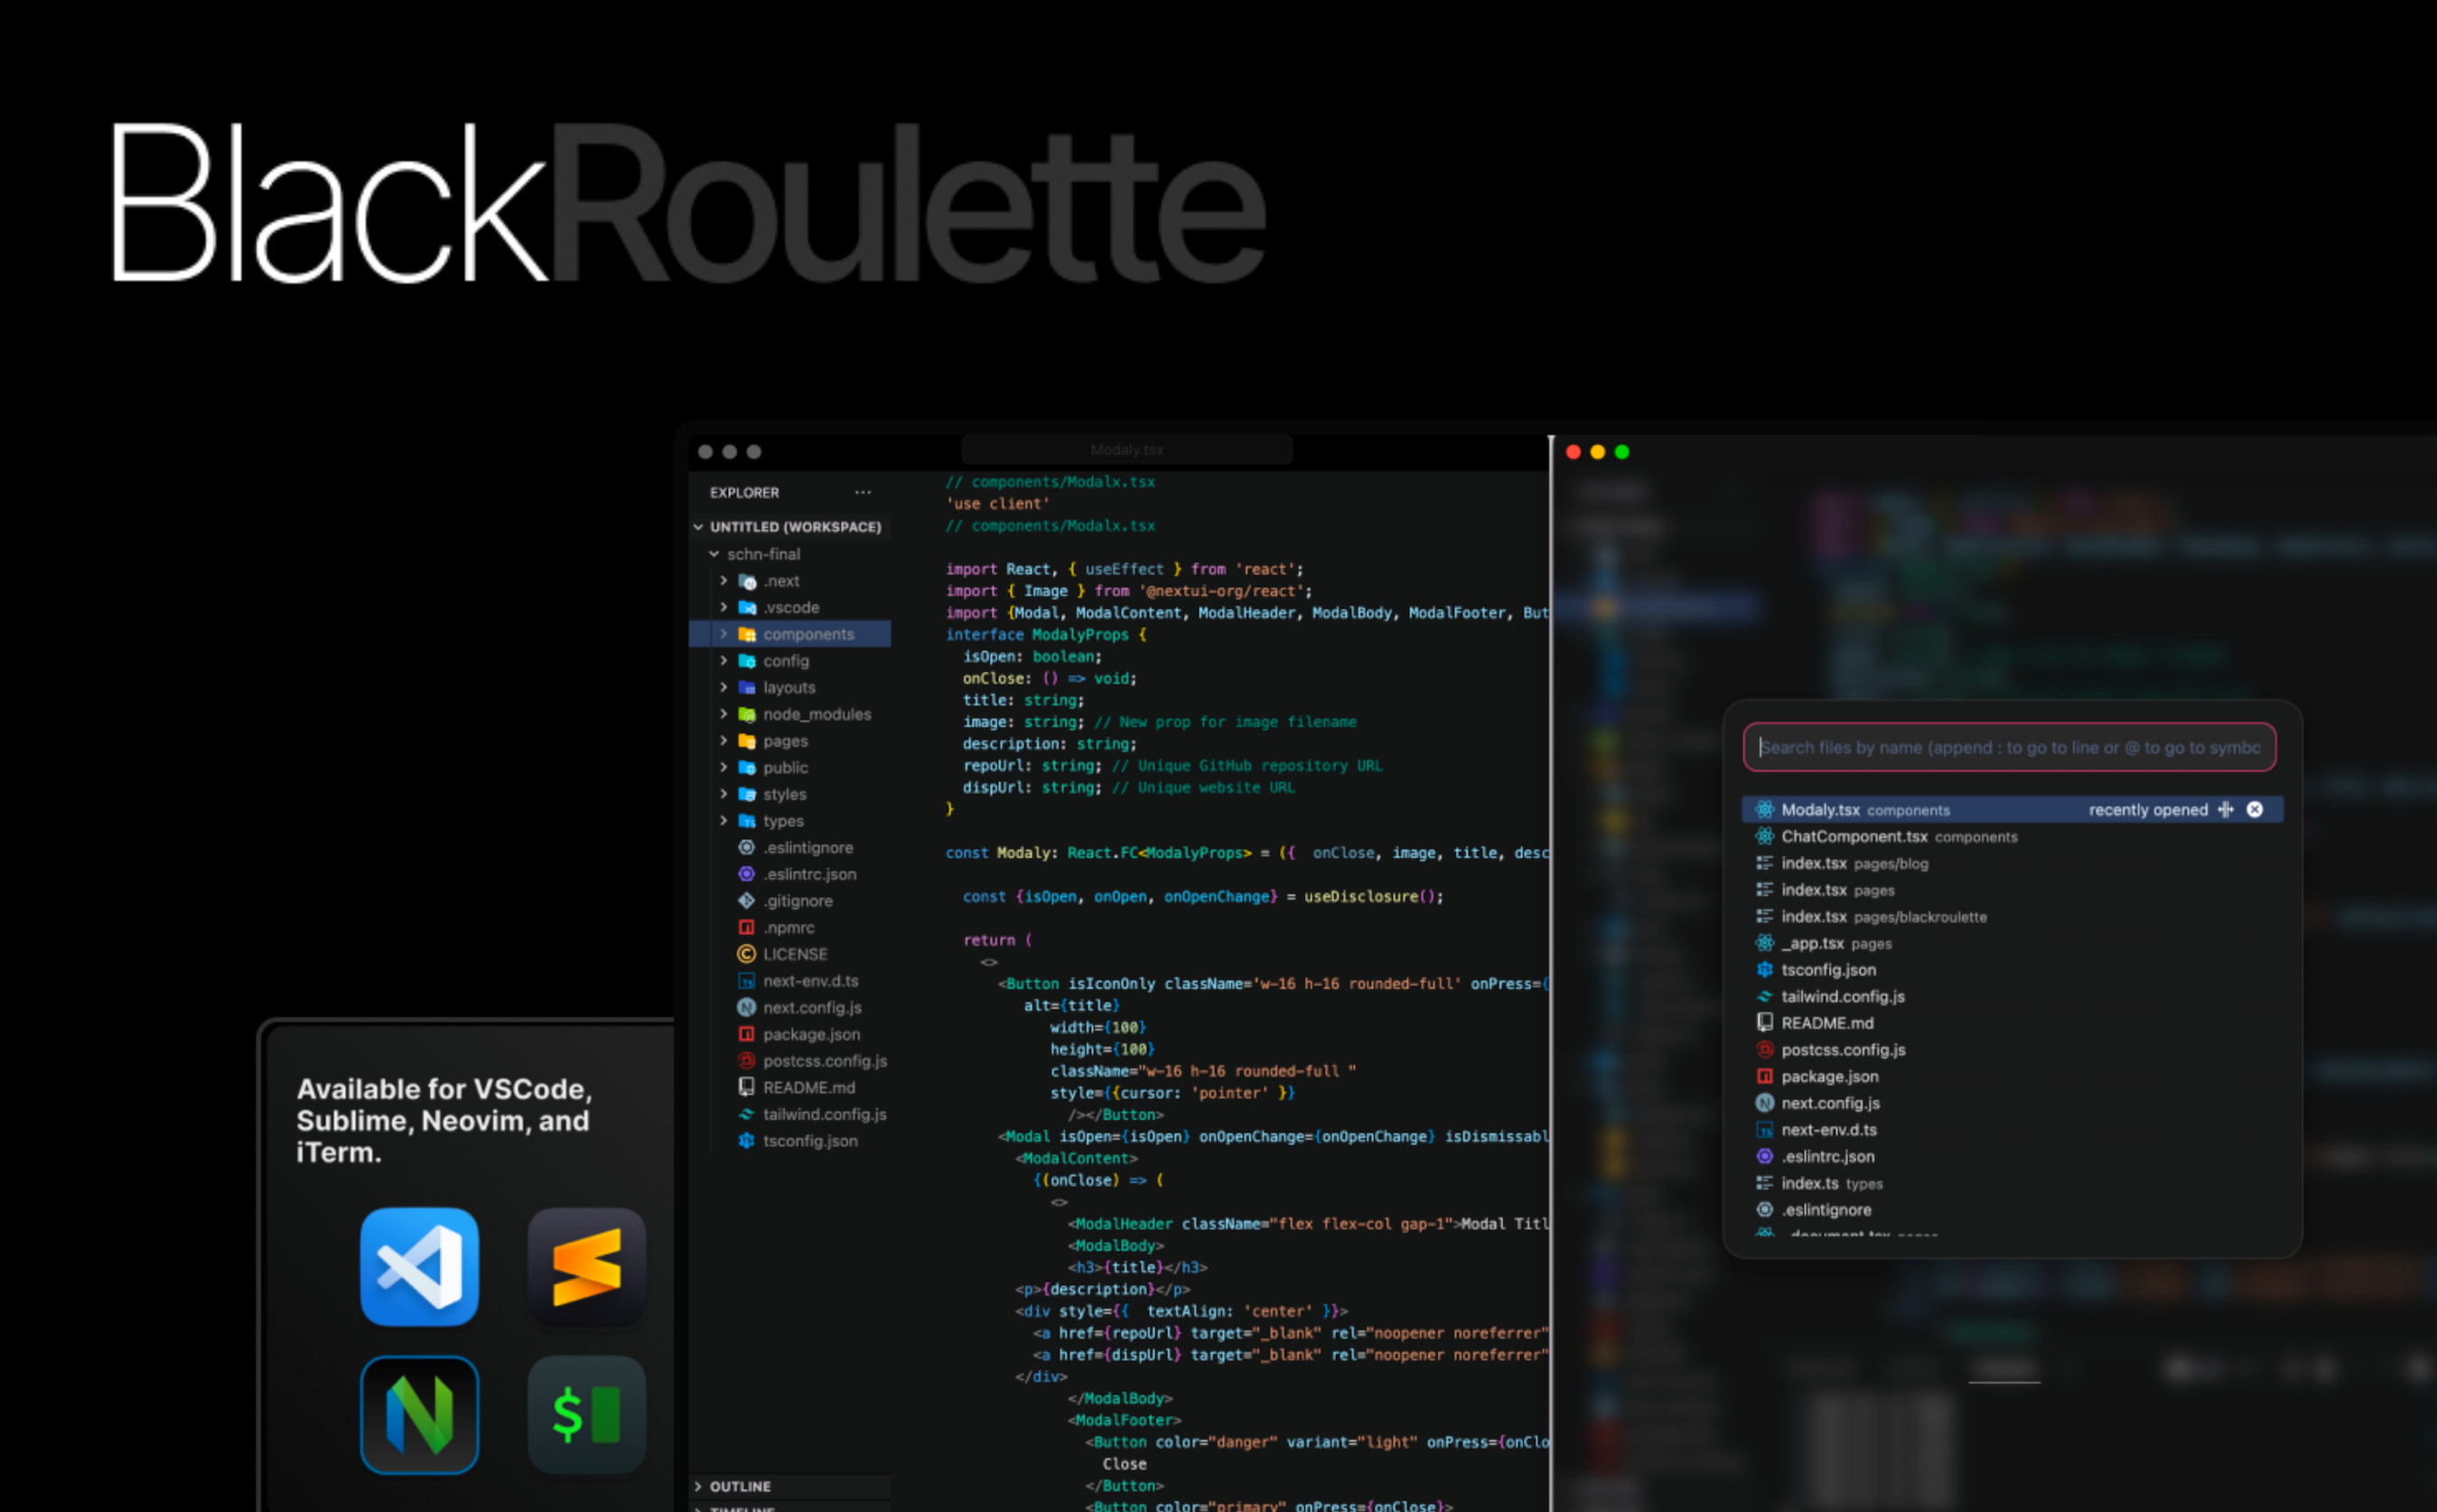 BlackRoulette
Modaly.tsx
EXPLORER
UNTITLED (WORKSPACE)
schn-final
.next
.vscode
components
config
layouts
node_modules
pages
public
styles
types
.eslintignore
.eslintrc.json
.gitignore
.npmrc
LICENSE
next-env.d.ts
next.config.js
package.json
postcss.config.js
README.md
tailwind.config.js
tsconfig.json
OUTLINE
TIMELINE
// components/Modalx.tsx
'use client'
// components/Modalx.tsx
import React, { useEffect } from 'react';
import { Image } from '@nextui-org/react';
import {Modal, ModalContent, ModalHeader, ModalBody, ModalFooter, But
interface ModalyProps {
isOpen: boolean;
onClose: () => void;
title: string;
image: string; // New prop for image filename
description: string;
repoUrl: string; // Unique GitHub repository URL
dispUrl: string; // Unique website URL
}
const Modaly: React.FC<ModalyProps> = ({  onClose, image, title, desc
const {isOpen, onOpen, onOpenChange} = useDisclosure();
return (
<>
<Button isIconOnly className='w-16 h-16 rounded-full' onPress={
alt={title}
width={100}
height={100}
className="w-16 h-16 rounded-full "
style={{cursor: 'pointer' }}
/></Button>
<Modal isOpen={isOpen} onOpenChange={onOpenChange} isDismissabl
<ModalContent>
{(onClose) => (
<>
<ModalHeader className="flex flex-col gap-1">Modal Titl
<ModalBody>
<h3>{title}</h3>
<p>{description}</p>
<div style={{  textAlign: 'center' }}>
<a href={repoUrl} target="_blank" rel="noopener noreferrer"
<a href={dispUrl} target="_blank" rel="noopener noreferrer"
</div>
</ModalBody>
<ModalFooter>
<Button color="danger" variant="light" onPress={onClo
Close
</Button>
<Button color="primary" onPress={onClose}>
Search files by name (append : to go to line or @ to go to symbo
Modaly.tsx components recently opened
ChatComponent.tsx components
index.tsx pages/blog
index.tsx pages
index.tsx pages/blackroulette
_app.tsx pages
tsconfig.json
tailwind.config.js
README.md
postcss.config.js
package.json
next.config.js
next-env.d.ts
.eslintrc.json
index.ts types
.eslintignore
_document.tsx pages
Available for VSCode,
Sublime, Neovim, and
iTerm.
$